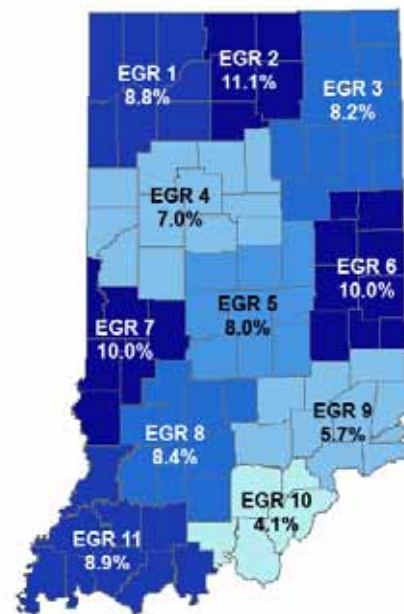 EGR 1
8.8%
EGR 2
11.1%
EGR 3
8.2%
EGR 4
7.0%
EGR 5
8.0%
EGR 6
10.0%
EGR 7
10.0%
EGR 8
8.4%
EGR 9
5.7%
EGR 10
4.1%
EGR 11
8.9%